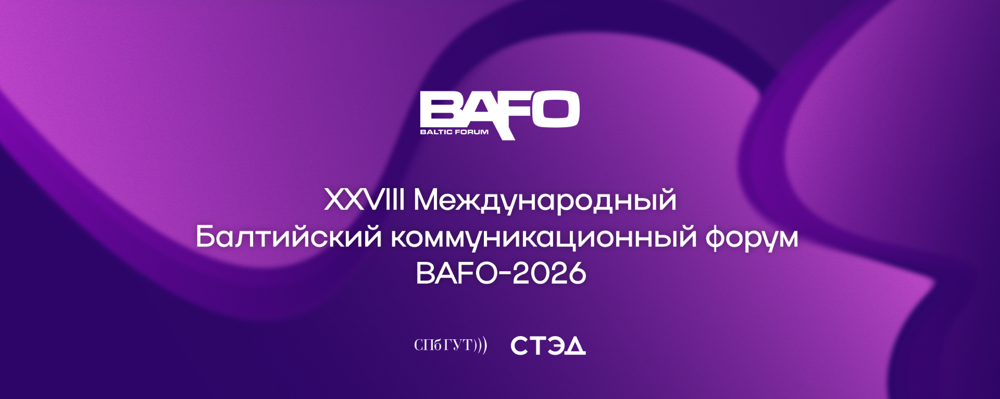 BAFO
BALTIC FORUM
XXVIII Международный
Балтийский коммуникационный форум
BAFO-2026
СПбГУТ)))
СТЭД